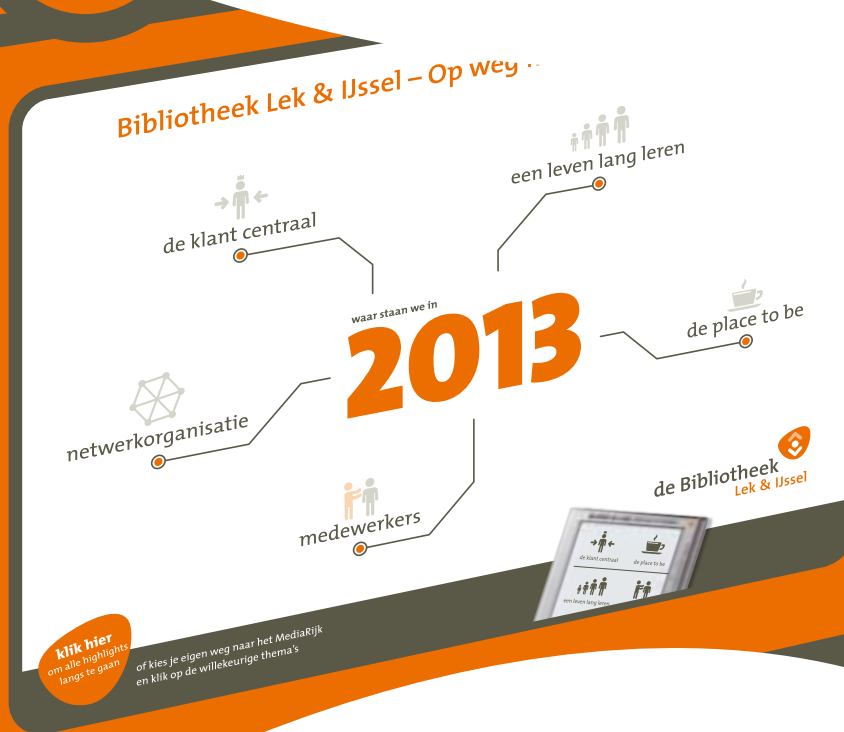 Bibliotheek Lek & IJssel – Op weg
een leven lang leren
de klant centraal
waar staan we in
2013
de place to be
netwerkorganisatie
medewerkers
de Bibliotheek
Lek & IJssel
de klant centraal
de place to be
een leven lang leren
klik hier
om alle highlights
langs te gaan
of kies je eigen weg naar het MediaRijk
en klik op de willekeurige thema's